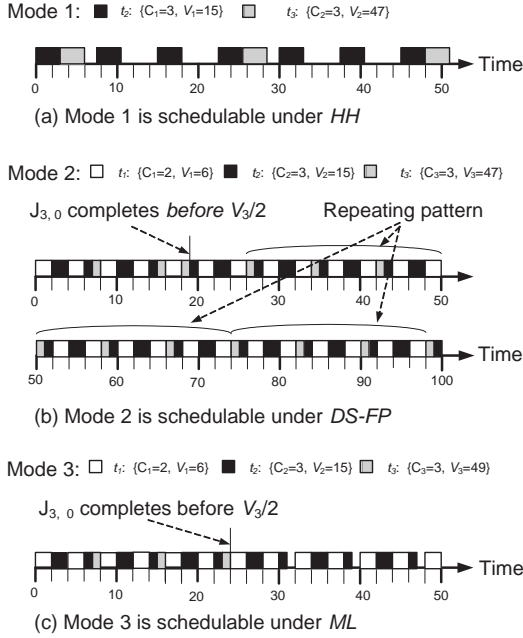 Mode 1: t₂: {C₁=3, V₁=15} t₃: {C₂=3, V₂=47}
Time
0 10 20 30 40 50
(a) Mode 1 is schedulable under HH
Mode 2: t₁: {C₁=2, V₁=6} t₂: {C₂=3, V₂=15} t₃: {C₃=3, V₃=47}
J₃,₀ completes before V₃/2 Repeating pattern
0 10 20 30 40 50
Time
50 60 70 80 90 100
(b) Mode 2 is schedulable under DS-FP
Mode 3: t₁: {C₁=2, V₁=6} t₂: {C₂=3, V₂=15} t₃: {C₃=3, V₃=49}
J₃, ₀ completes before V₃/2
Time
0 10 20 30 40 50
(c) Mode 3 is schedulable under ML